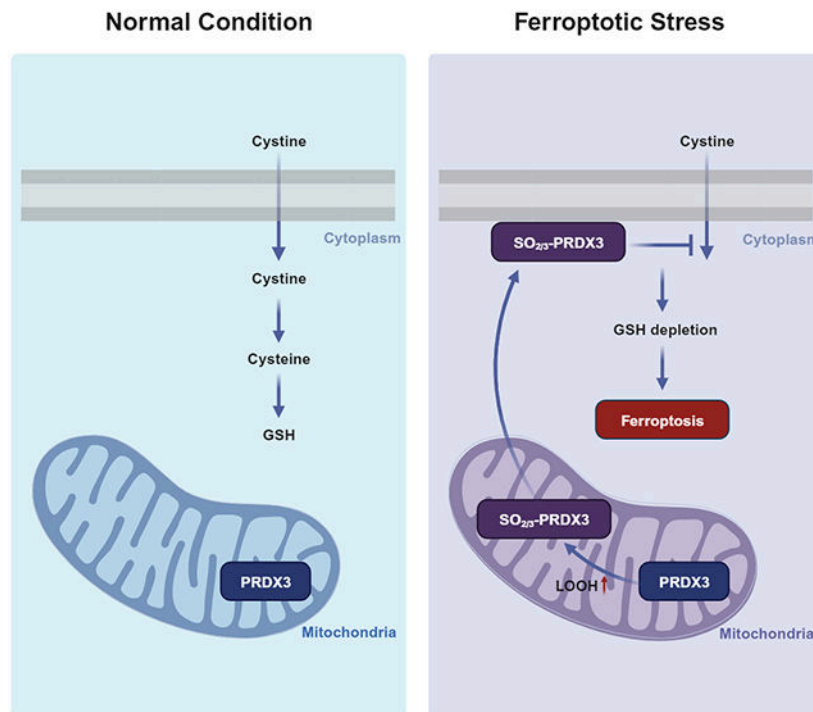 Normal Condition
Cystine
Cytoplasm
Cystine
Cysteine
GSH
PRDX3
Mitochondria
Ferroptotic Stress
Cystine
SO₂/₃-PRDX3
Cytoplasm
GSH depletion
Ferroptosis
SO₂/₃-PRDX3
LOOH↑
PRDX3
Mitochondria